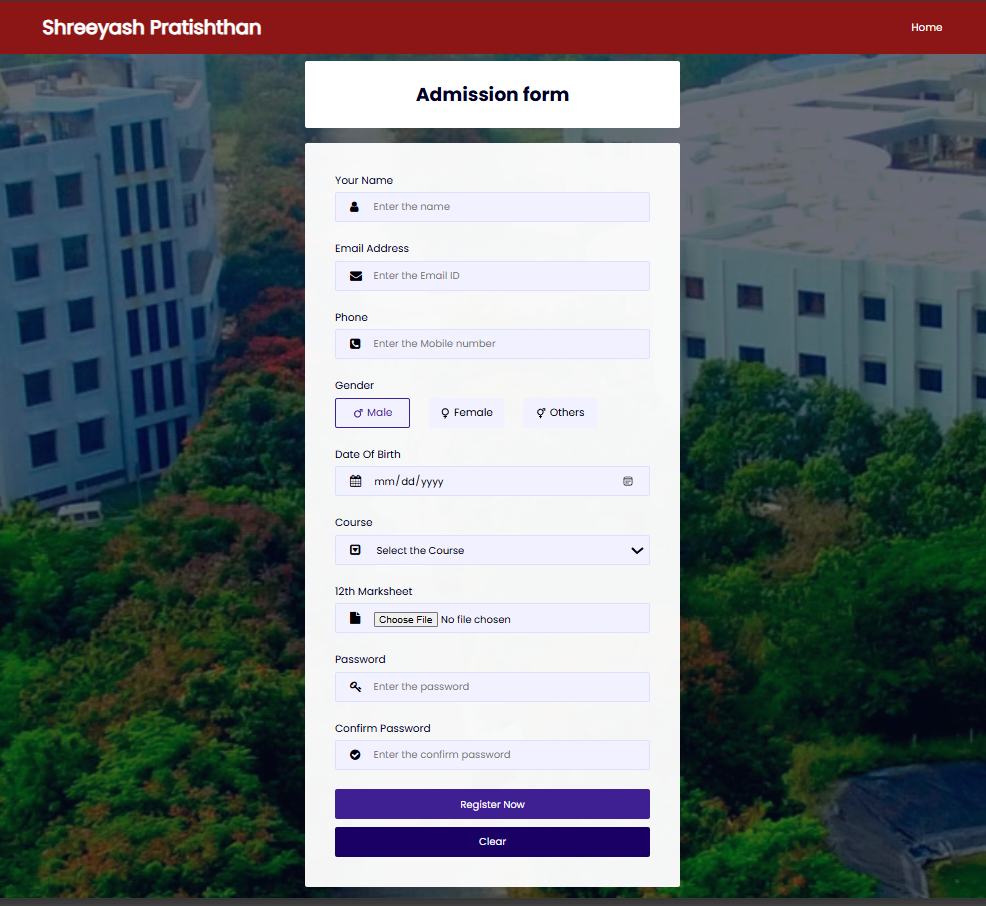 Shreeyash Pratishthan
Home
Admission form
Your Name
Enter the name
Email Address
Enter the Email ID
Phone
Enter the Mobile number
Gender
Male Female Others
Date Of Birth
mm/dd/yyyy
Course
Select the Course
12th Marksheet
Choose File No file chosen
Password
Enter the password
Confirm Password
Enter the confirm password
Register Now
Clear